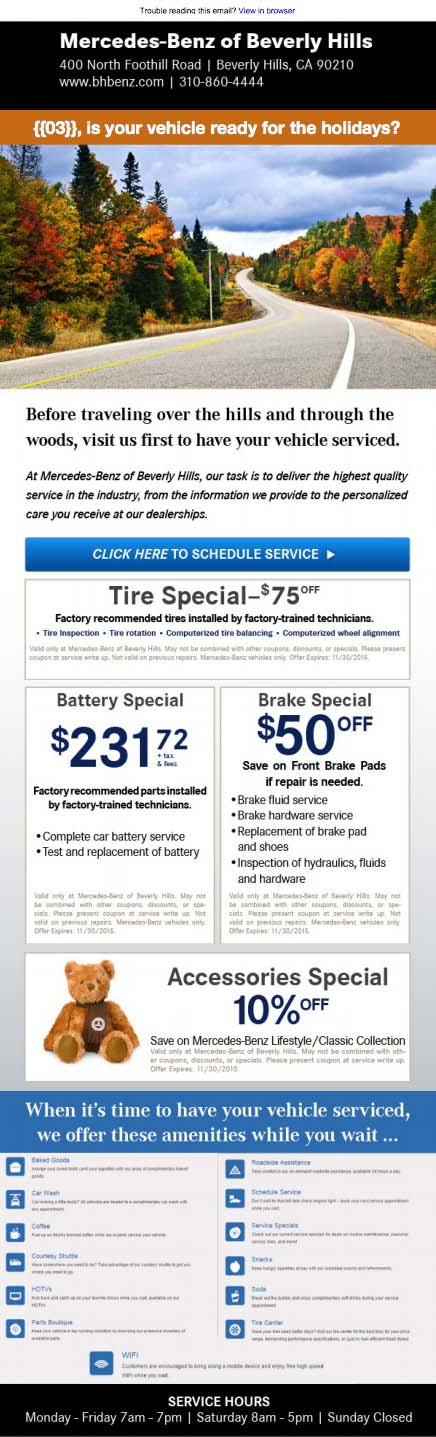 Trouble reading this email? View in browser
Mercedes-Benz of Beverly Hills
400 North Foothill Road | Beverly Hills, CA 90210
www.bhbenz.com | 310-860-4444
{{03}}, is your vehicle ready for the holidays?
Before traveling over the hills and through the
woods, visit us first to have your vehicle serviced.
At Mercedes-Benz of Beverly Hills, our task is to deliver the highest quality
service in the industry, from the information we provide to the personalized
care you receive at our dealerships.
CLICK HERE TO SCHEDULE SERVICE ▶
Tire Special–$75OFF
Factory recommended tires installed by factory-trained technicians.
• Tire Inspection • Tire rotation • Computerized tire balancing • Computerized wheel alignment
Valid only at Mercedes-Benz of Beverly Hills. May not be combined with other coupons, discounts, or specials. Please present
coupon at service write up. Not valid on previous repairs. Mercedes-Benz vehicles only. Offer Expires: 11/30/2015.
Battery Special
$231.72
+ tax
& fees
Factory recommended parts installed
by factory-trained technicians.
• Complete car battery service
• Test and replacement of battery
Valid only at Mercedes-Benz of Beverly Hills. May not
be combined with other coupons, discounts, or spe-
cials. Please present coupon at service write up. Not
valid on previous repairs. Mercedes-Benz vehicles only.
Offer Expires: 11/30/2015.
Brake Special
$50OFF
Save on Front Brake Pads
if repair is needed.
• Brake fluid service
• Brake hardware service
• Replacement of brake pad
and shoes
• Inspection of hydraulics, fluids
and hardware
Valid only at Mercedes-Benz of Beverly Hills. May not
be combined with other coupons, discounts, or spe-
cials. Please present coupon at service write up. Not
valid on previous repairs. Mercedes-Benz vehicles only.
Offer Expires: 11/30/2015.
Accessories Special
10%OFF
Save on Mercedes-Benz Lifestyle/Classic Collection
Valid only at Mercedes-Benz of Beverly Hills. May not be combined with oth-
er coupons, discounts, or specials. Please present coupon at service write up.
Offer Expires: 11/30/2015.
When it's time to have your vehicle serviced,
we offer these amenities while you wait ...
Baked Goods
Car Wash
Coffee
Courtesy Shuttle
HDTVs
Parts Boutique
Roadside Assistance
Schedule Service
Service Specials
Snacks
Soda
Tire Center
WIFI
Customers are encouraged to bring along a mobile device and enjoy free high speed
WiFi while you wait.
SERVICE HOURS
Monday - Friday 7am - 7pm | Saturday 8am - 5pm | Sunday Closed